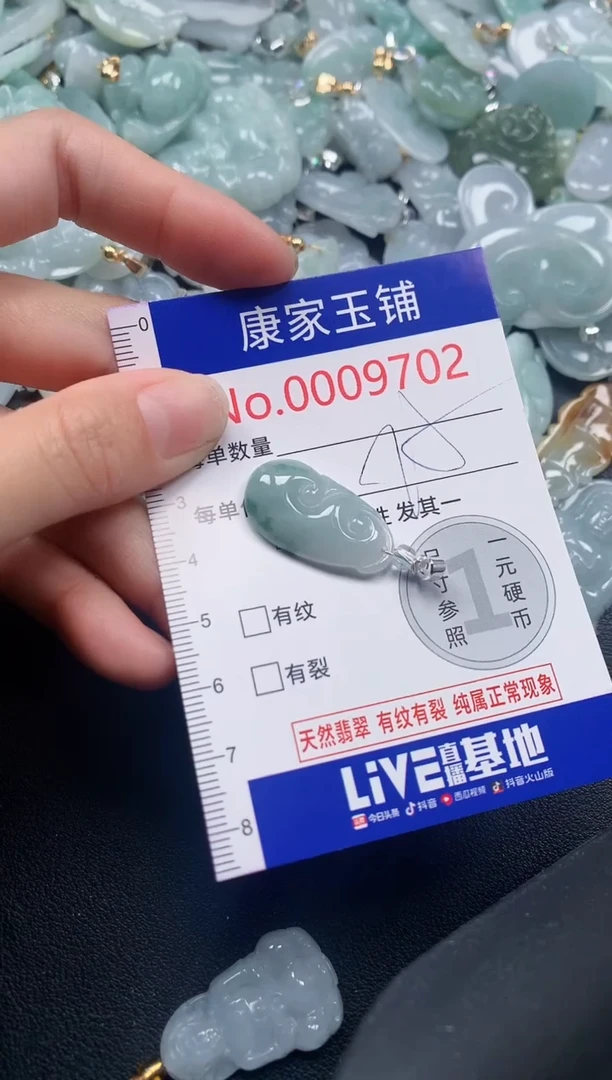 0
康家玉铺
No.0009702
每单数量
3
每单
发其一
4
一元硬币
1
尺寸参照
5
有纹
6
有裂
天然翡翠 有纹有裂 纯属正常现象
7
LiVE直播基地
8
今日头条 抖音 西瓜视频 抖音火山版